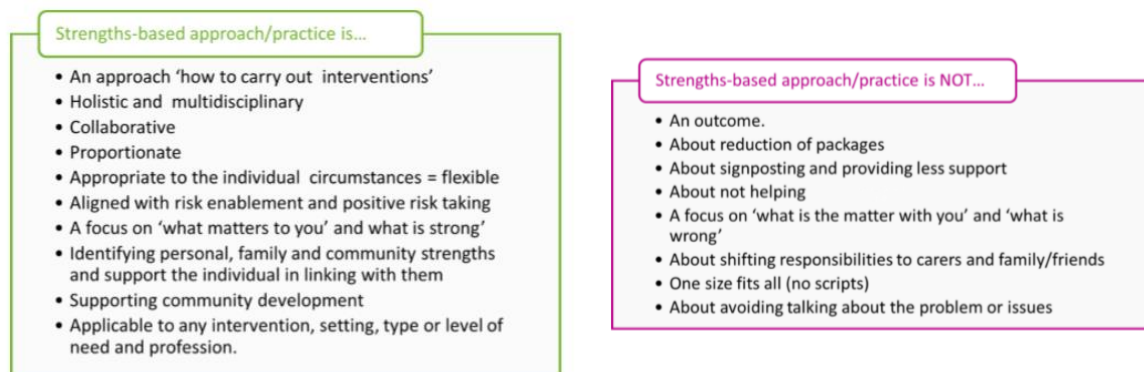 Strengths-based approach/practice is...
• An approach ‘how to carry out  interventions’
• Holistic and  multidisciplinary
• Collaborative
• Proportionate
• Appropriate to the individual  circumstances = flexible
• Aligned with risk enablement and positive risk taking
• A focus on ‘what matters to you’ and what is strong’
• Identifying personal, family and community strengths
and support the individual in linking with them
• Supporting community development
• Applicable to any intervention, setting, type or level of
need and profession.
Strengths-based approach/practice is NOT...
• An outcome.
• About reduction of packages
• About signposting and providing less support
• About not helping
• A focus on ‘what is the matter with you’ and ‘what is
wrong’
• About shifting responsibilities to carers and family/friends
• One size fits all (no scripts)
• About avoiding talking about the problem or issues